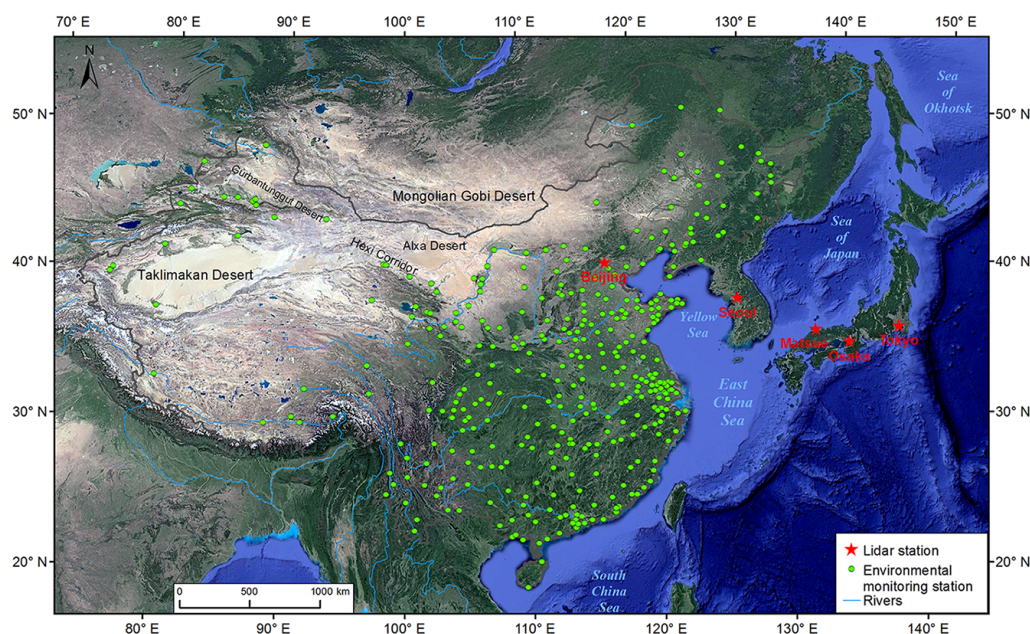 70° E 80° E 90° E 100° E 110° E 120° E 130° E 140° E 150° E
N
Sea
of
Okhotsk
50° N 50° N
Gurbantunggut Desert
Mongolian Gobi Desert
Sea
of
Japan
Hexi Corridor
Alxa Desert
40° N 40° N
Taklimakan Desert
Beijing
Seoul
Yellow
Sea
Matsue
Tokyo
Osaka
East
China
Sea
30° N 30° N
Lidar station
Environmental
monitoring station
Rivers
20° N 20° N
South
China
Sea
0 500 1000 km
80° E 90° E 100° E 110° E 120° E 130° E 140° E